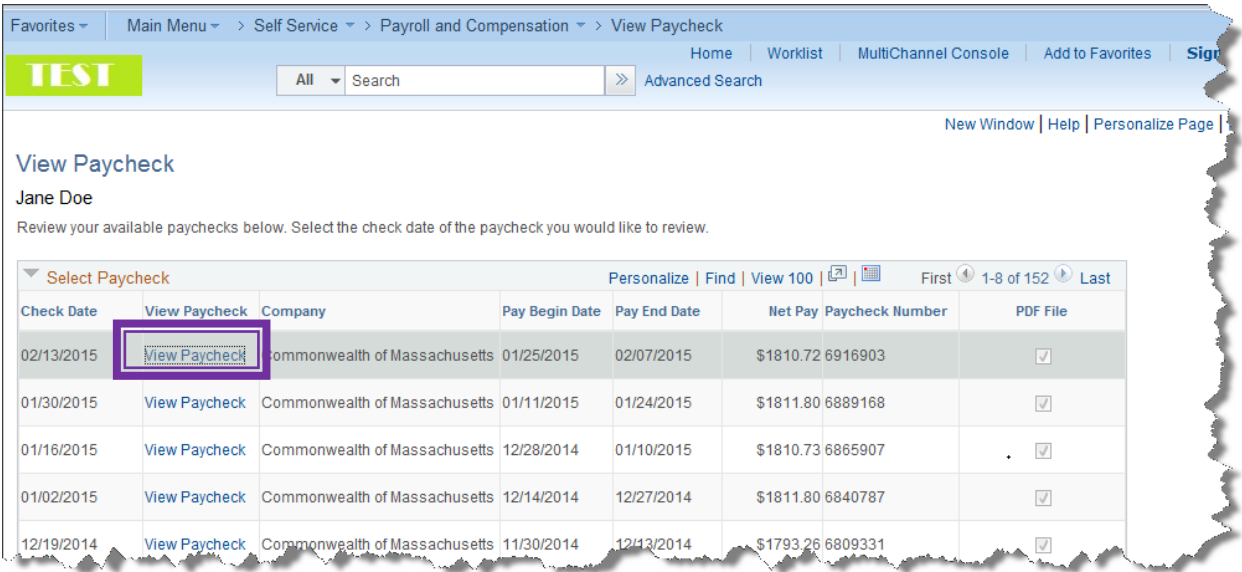 Favorites Main Menu > Self Service > Payroll and Compensation > View Paycheck
Home Worklist MultiChannel Console Add to Favorites Sign
TEST
All Search Advanced Search
New Window | Help | Personalize Page |
View Paycheck
Jane Doe
Review your available paychecks below. Select the check date of the paycheck you would like to review.
Select Paycheck Personalize | Find | View 100 | | First 1-8 of 152 Last
Check Date View Paycheck Company Pay Begin Date Pay End Date Net Pay Paycheck Number PDF File
02/13/2015 View Paycheck Commonwealth of Massachusetts 01/25/2015 02/07/2015 $1810.72 6916903
01/30/2015 View Paycheck Commonwealth of Massachusetts 01/11/2015 01/24/2015 $1811.80 6889168
01/16/2015 View Paycheck Commonwealth of Massachusetts 12/28/2014 01/10/2015 $1810.73 6865907
01/02/2015 View Paycheck Commonwealth of Massachusetts 12/14/2014 12/27/2014 $1811.80 6840787
12/19/2014 View Paycheck Commonwealth of Massachusetts 11/30/2014 12/13/2014 $1793.26 6809331